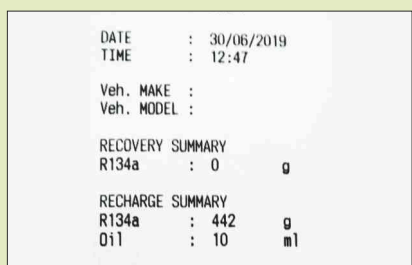 DATE : 30/06/2019
TIME : 12:47
Veh. MAKE :
Veh. MODEL :
RECOVERY SUMMARY
R134a : 0 g
RECHARGE SUMMARY
R134a : 442 g
Oil : 10 ml